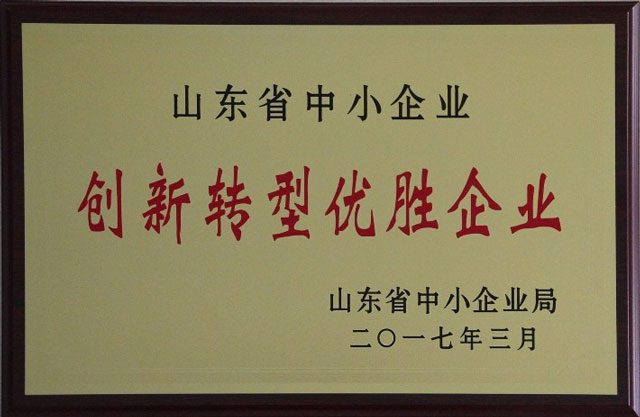 山东省中小企业
创新转型优胜企业
山东省中小企业局
二〇一七年三月